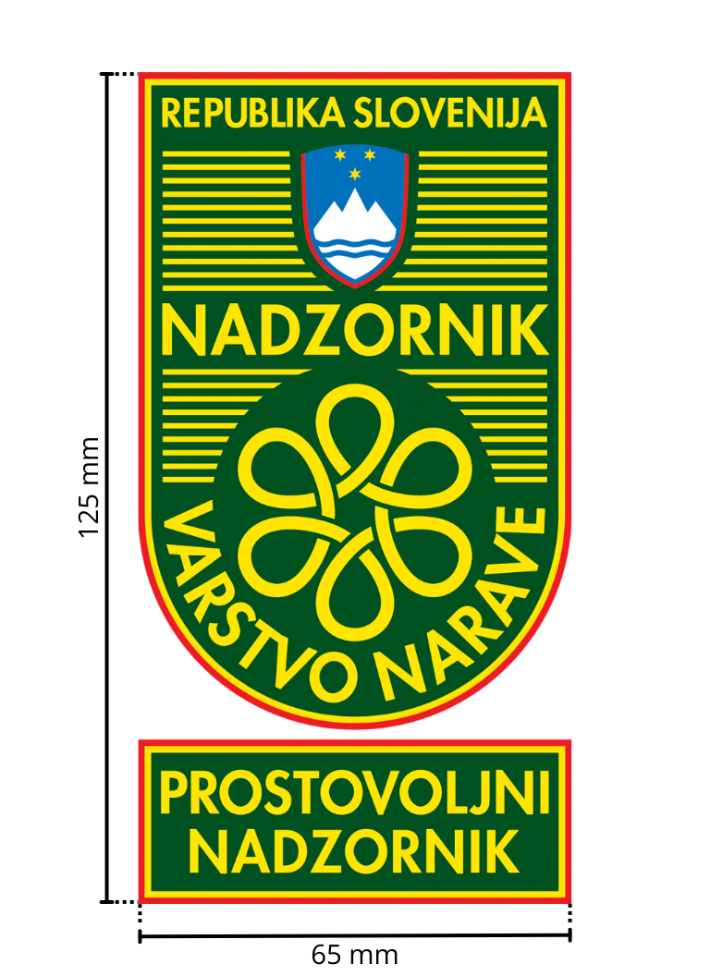 REPUBLIKA SLOVENIJA
NADZORNIK
VARSTVO NARAVE
PROSTOVOLJNI
NADZORNIK
125 mm
65 mm